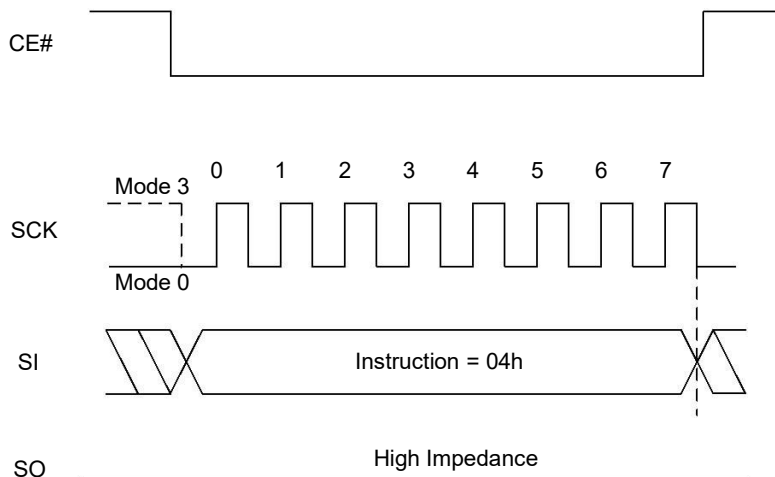 CE#
0 1 2 3 4 5 6 7
Mode 3
SCK
Mode 0
SI
Instruction = 04h
SO
High Impedance